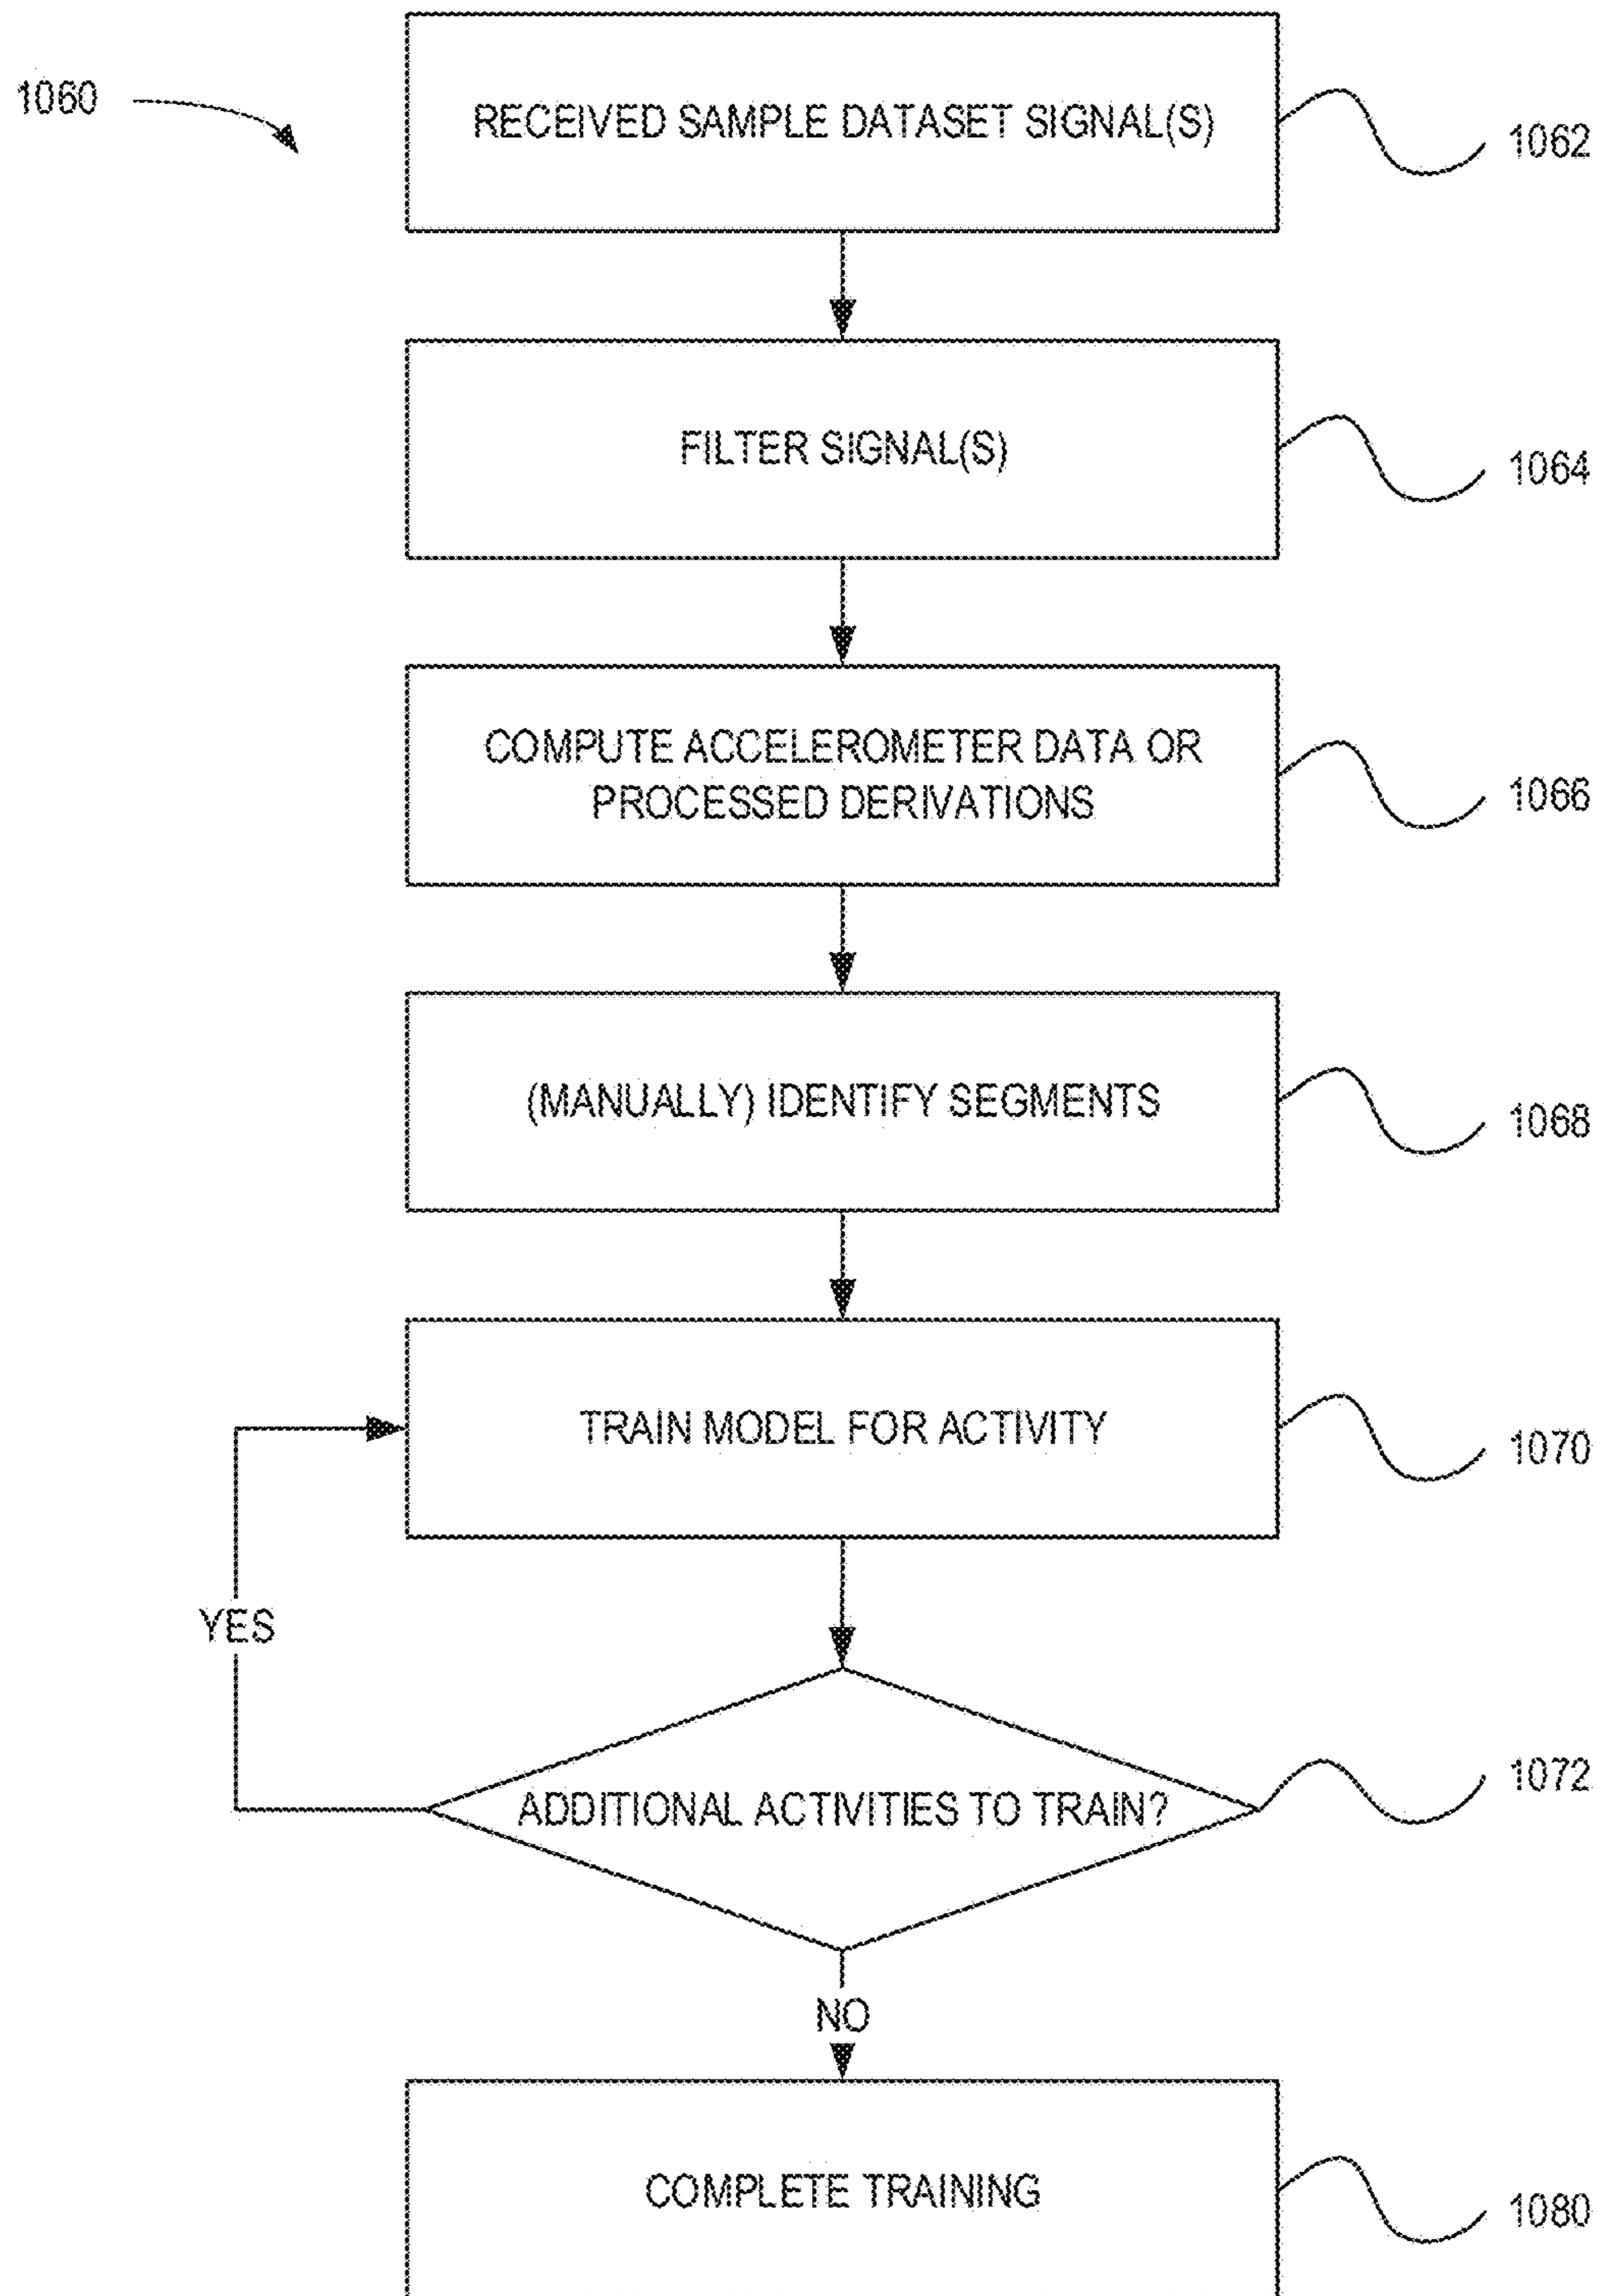 1060
RECEIVED SAMPLE DATASET SIGNAL(S)
1062
FILTER SIGNAL(S)
1064
COMPUTE ACCELEROMETER DATA OR
PROCESSED DERIVATIONS
1066
(MANUALLY) IDENTIFY SEGMENTS
1068
TRAIN MODEL FOR ACTIVITY
1070
YES
ADDITIONAL ACTIVITIES TO TRAIN?
1072
NO
COMPLETE TRAINING
1080